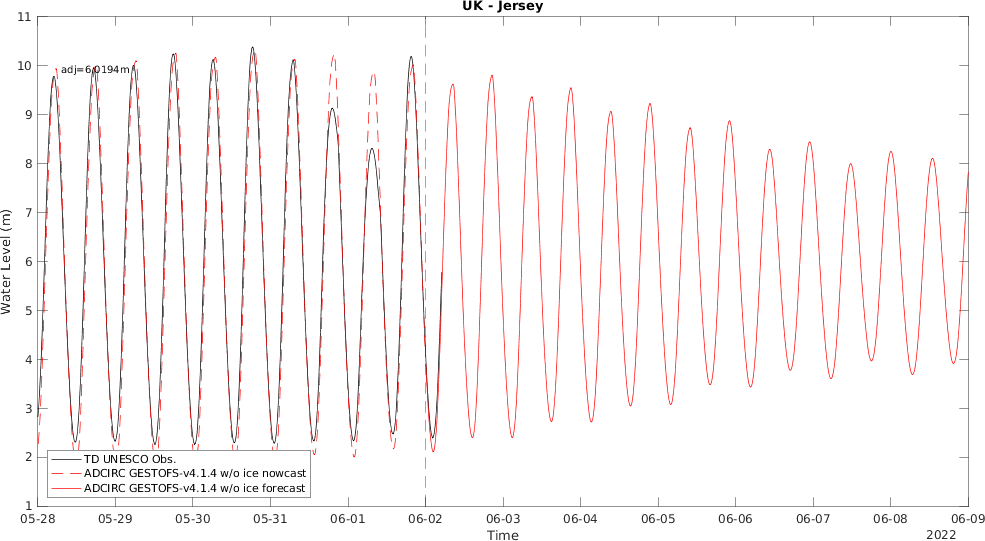 UK - Jersey
11
10
9
8
7
6
5
4
3
2
1
Water Level (m)
adj=6.0194m
TD UNESCO Obs.
ADCIRC GESTOFS-v4.1.4 w/o ice nowcast
ADCIRC GESTOFS-v4.1.4 w/o ice forecast
05-28 05-29 05-30 05-31 06-01 06-02 06-03 06-04 06-05 06-06 06-07 06-08 06-09
Time
2022